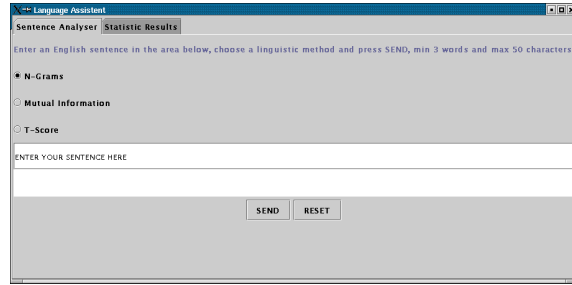 Language Assistent
Sentence Analyser Statistic Results
Enter an English sentence in the area below, choose a linguistic method and press SEND, min 3 words and max 50 characters
N-Grams
Mutual Information
T-Score
ENTER YOUR SENTENCE HERE
SEND RESET